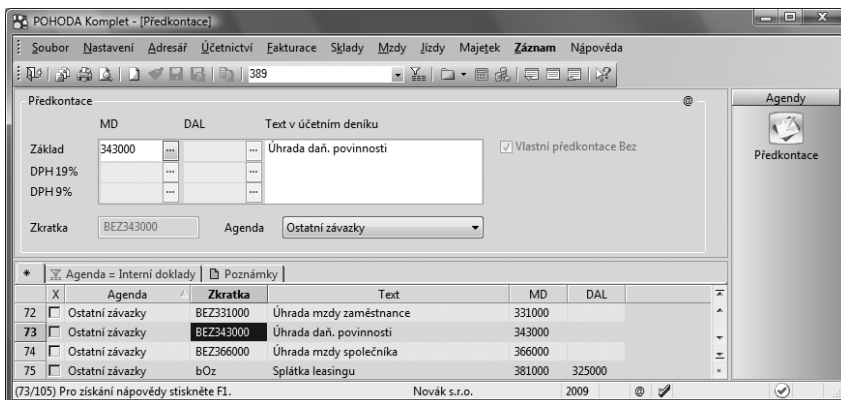 POHODA Komplet - [Předkontace]
Soubor Nastavení Adresář Účetnictví Fakturace Sklady Mzdy Jízdy Majetek Záznam Nápověda
389
Předkontace @
MD DAL Text v účetním deníku
Základ 343000 ... ... Úhrada daň. povinnosti Vlastní předkontace Bez
DPH 19% ... ...
DPH 9% ... ...
Zkratka BEZ343000 Agenda Ostatní závazky
Agendy
Předkontace
* Agenda = Interní doklady Poznámky
X Agenda Zkratka Text MD DAL
72 Ostatní závazky BEZ331000 Úhrada mzdy zaměstnance 331000
73 Ostatní závazky BEZ343000 Úhrada daň. povinnosti 343000
74 Ostatní závazky BEZ366000 Úhrada mzdy společníka 366000
75 Ostatní závazky bOz Splátka leasingu 381000 325000
(73/105) Pro získání nápovědy stiskněte F1. Novák s.r.o. 2009 @